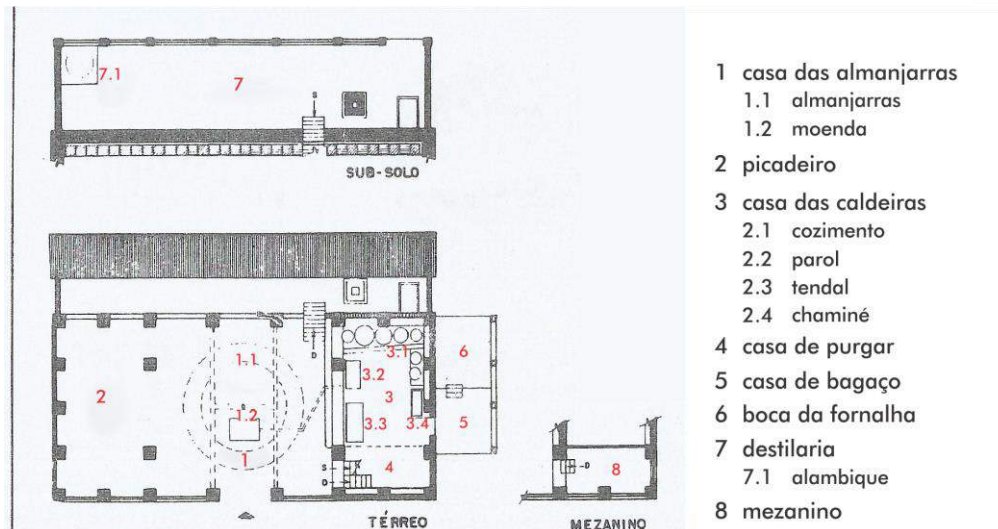 7.1
7
S
SUB-SOLO
1.1
3.1
6
D
3.2
2
3
1.2
3.3
3.4
5
1
4
S
D
8
D
TÉRREO
MEZANINO
1 casa das almanjarras
1.1 almanjarras
1.2 moenda
2 picadeiro
3 casa das caldeiras
2.1 cozimento
2.2 parol
2.3 tendal
2.4 chaminé
4 casa de purgar
5 casa de bagaço
6 boca da fornalha
7 destilaria
7.1 alambique
8 mezanino